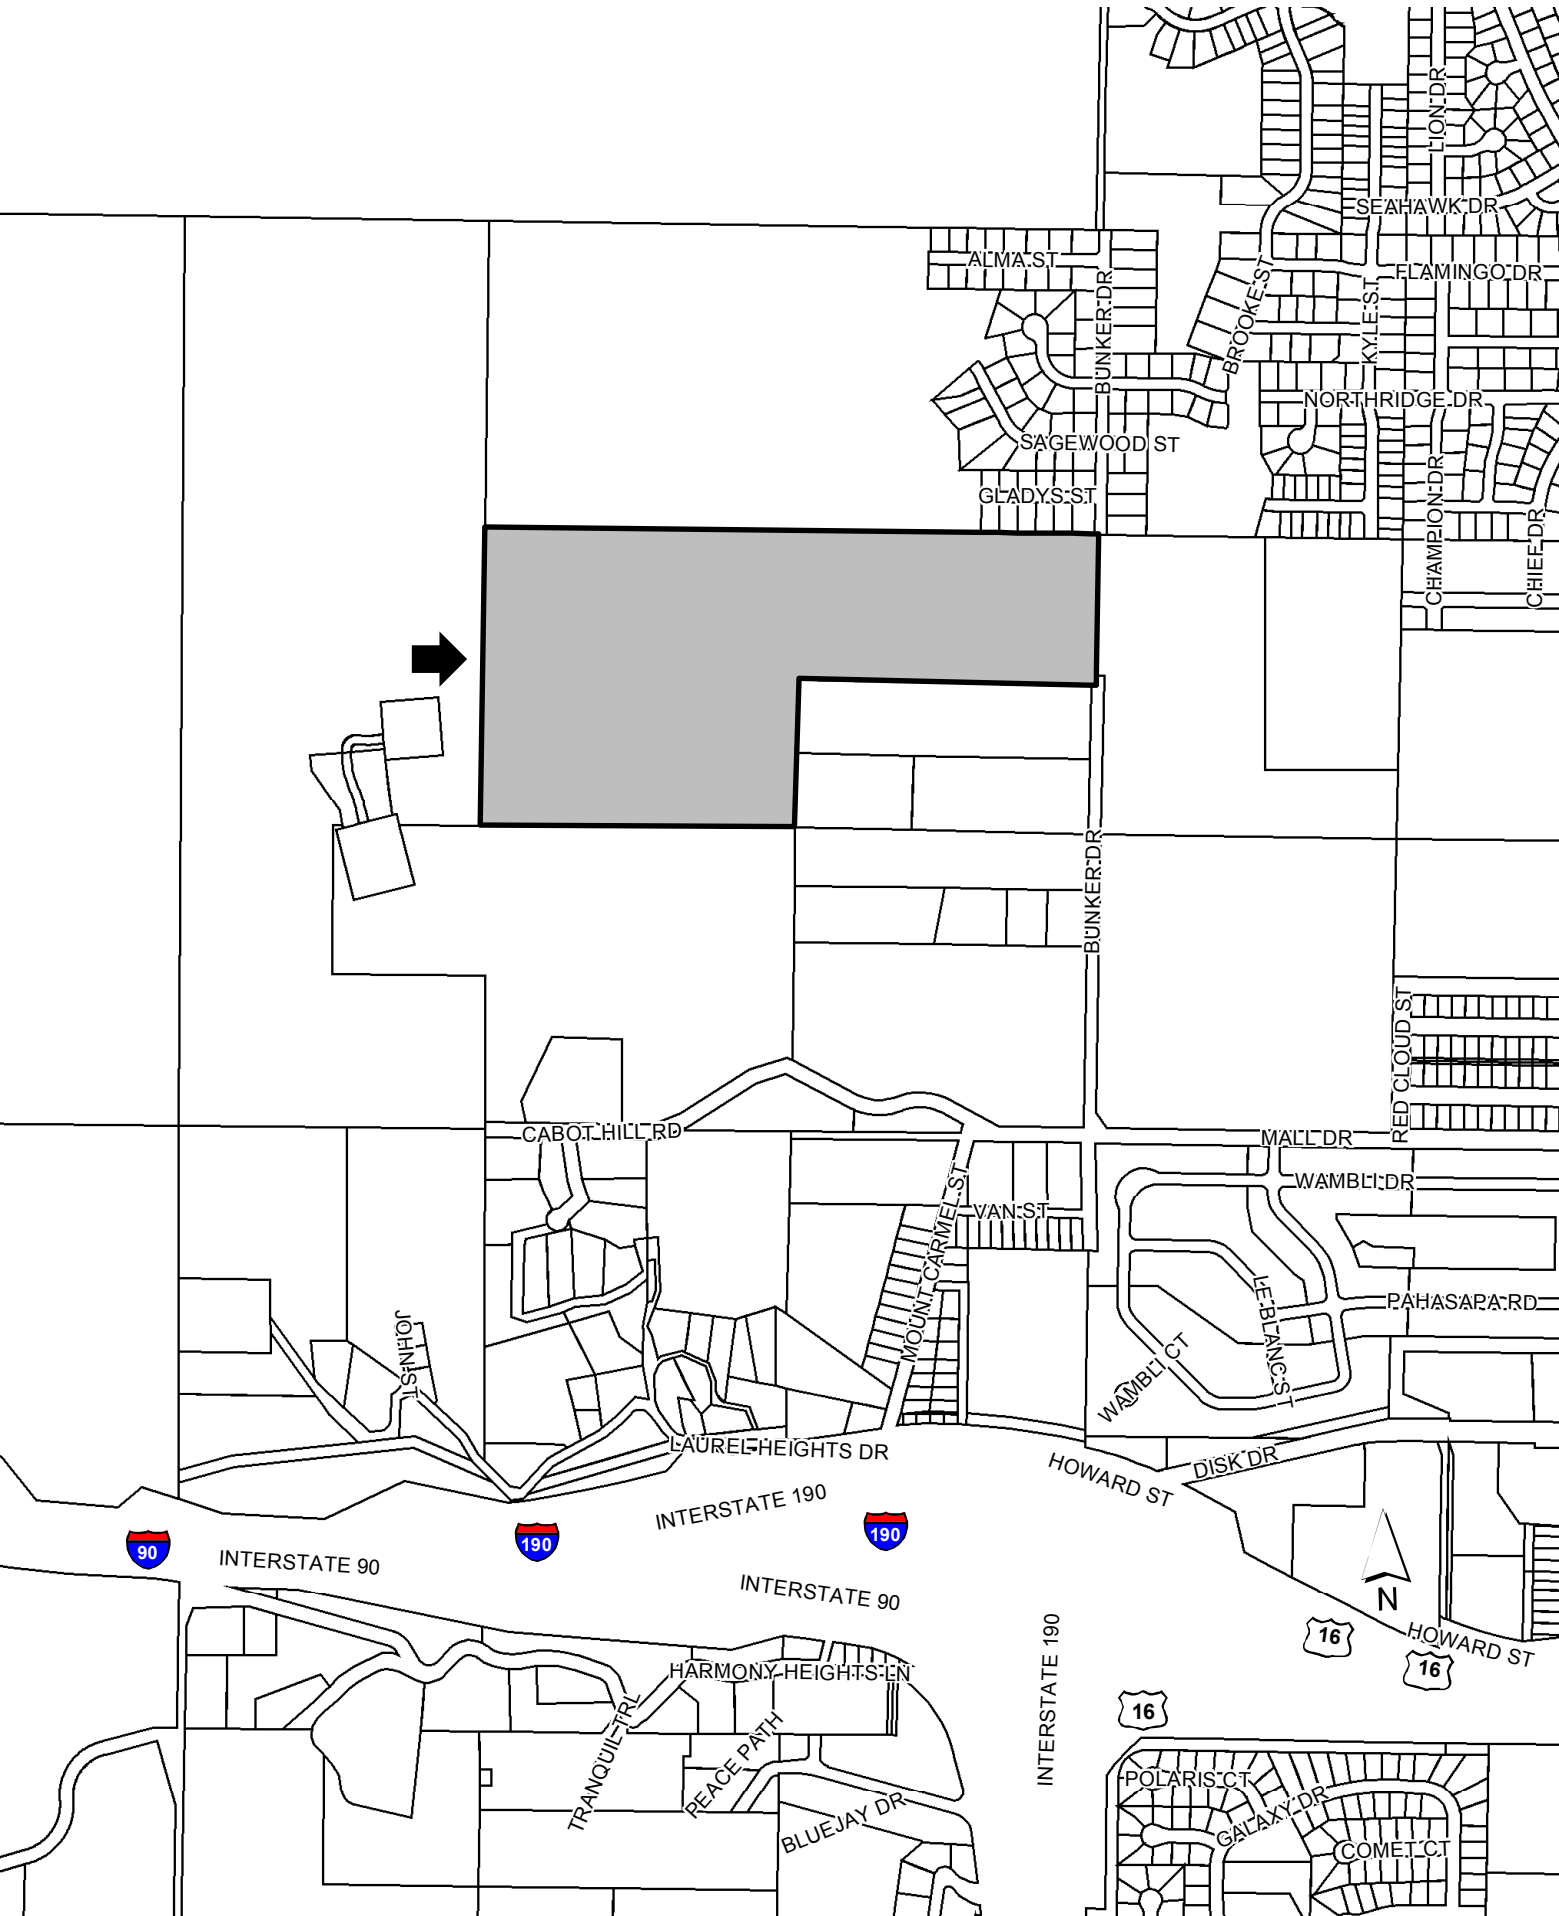 LION DR
SEAHAWK DR
ALMA ST
BUNKER DR
BROOKE ST
KYLE ST
FLAMINGO DR
NORTHRIDGE DR
SAGEWOOD ST
GLADYS ST
CHAMPION DR
CHIEF DR
BUNKER DR
RED CLOUD ST
CABOT HILL RD
MALL DR
WAMBLI DR
VAN ST
MOUNT CARMEL ST
LE BLANC ST
PAHASAPA RD
JOHN ST
WAMBLI CT
LAUREL HEIGHTS DR
HOWARD ST
DISK DR
INTERSTATE 190
90
190
190
INTERSTATE 90
INTERSTATE 90
N
INTERSTATE 190
16
HOWARD ST
16
HARMONY HEIGHTS LN
16
TRANQUIL TRL
PEACE PATH
POLARIS CT
GALAXY DR
BLUEJAY DR
COMET CT